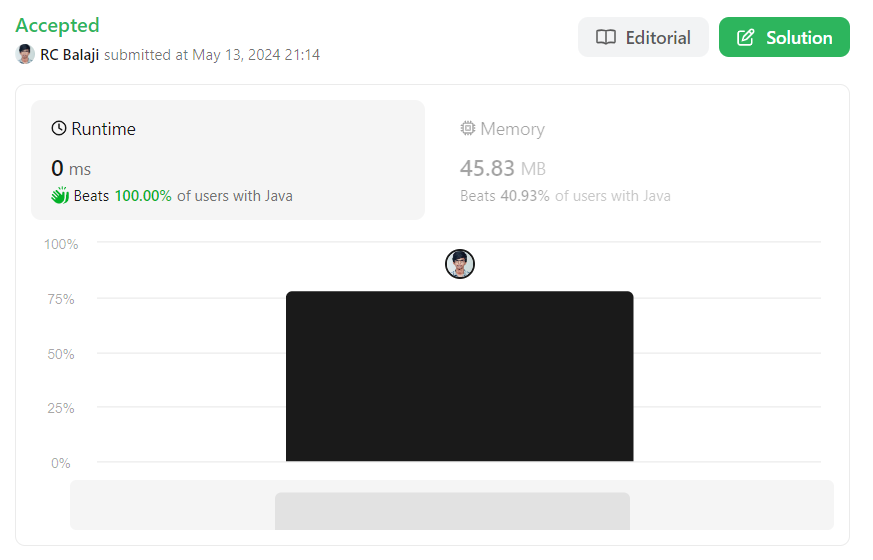 Accepted
RC Balaji submitted at May 13, 2024 21:14
Editorial
Solution
Runtime
0 ms
Beats 100.00% of users with Java
Memory
45.83 MB
Beats 40.93% of users with Java
100%
75%
50%
25%
0%